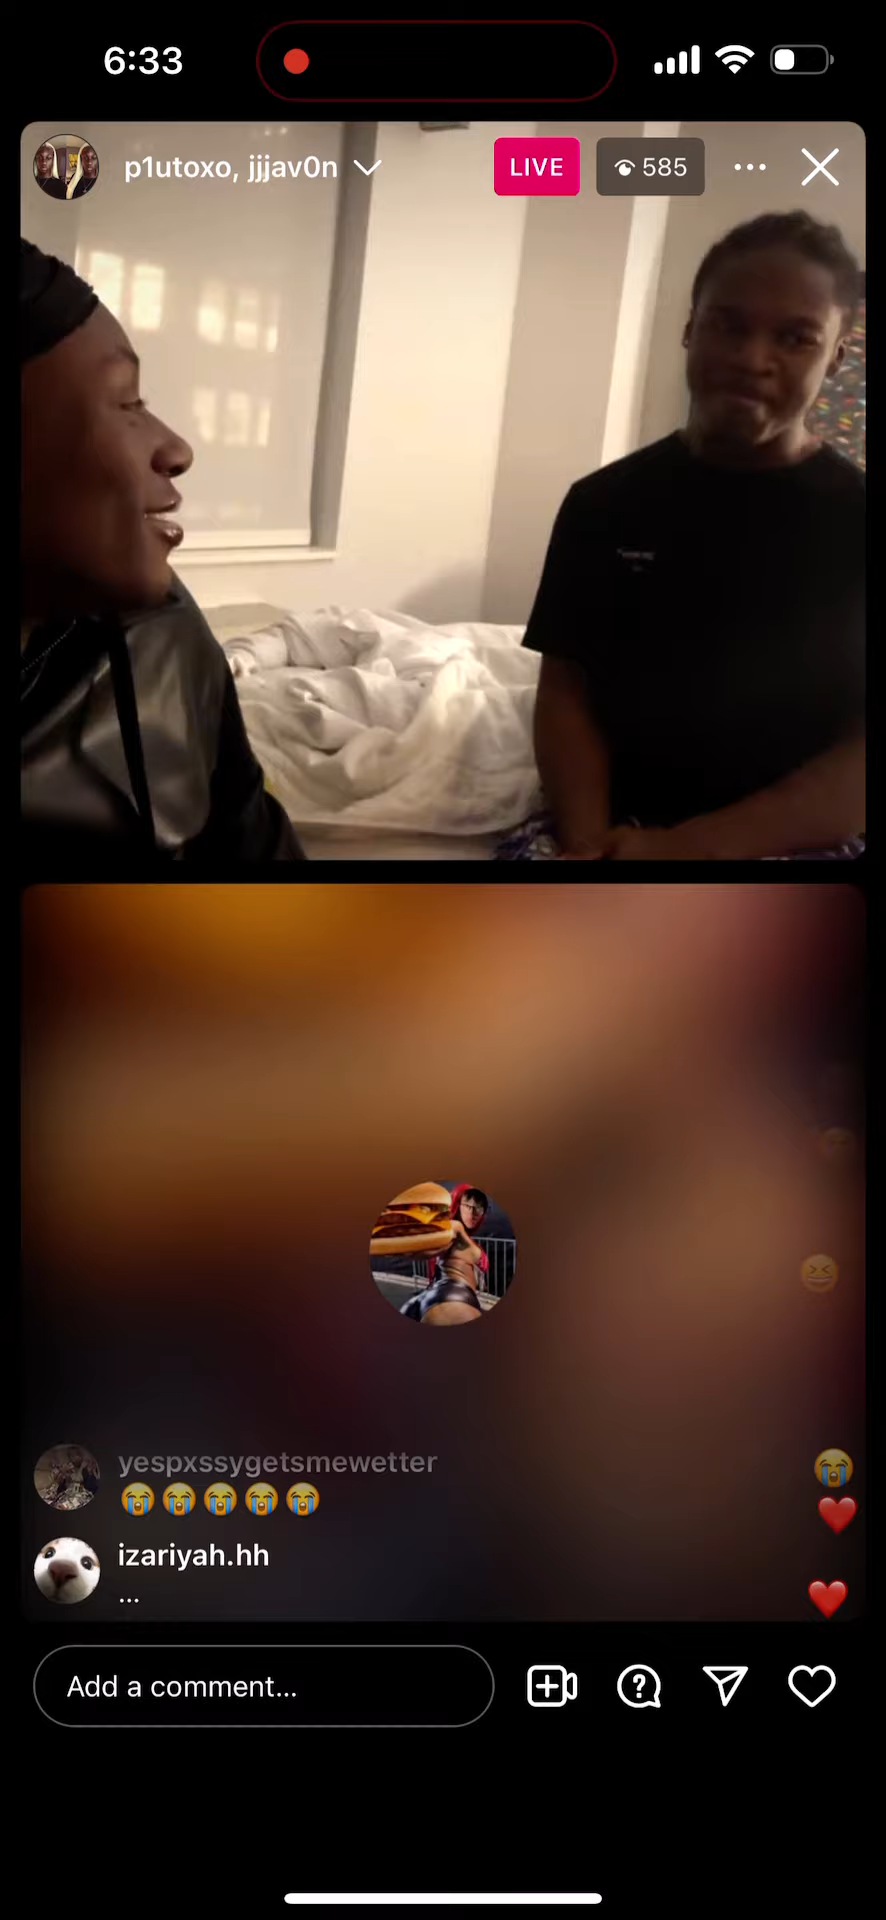 6:33
p1utoxo, jjjav0n
LIVE
585
yespxssygetsmewetter
😭😭😭😭😭
izariyah.hh
...
Add a comment...